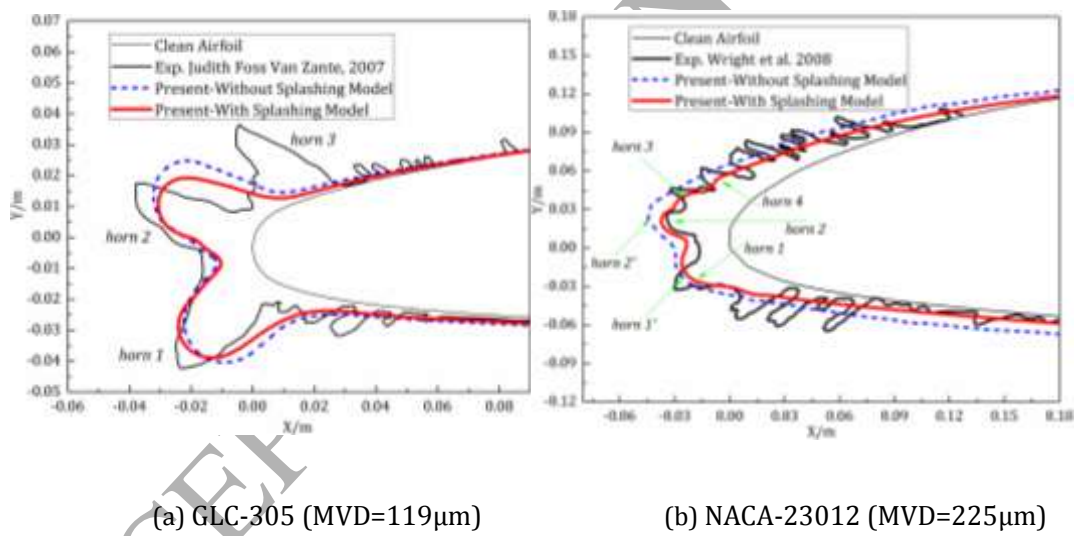 0.07
0.06
0.05
0.04
0.03
0.02
0.01
0.00
-0.01
-0.02
-0.03
-0.04
-0.05
Y/m
-0.06
-0.04
-0.02
0.00
0.02
0.04
0.06
0.08
X/m
Clean Airfoil
Exp. Judith Foss Van Zante, 2007
Present-Without Splashing Model
Present-With Splashing Model
horn 3
horn 2
horn 1
0.18
0.15
0.12
0.09
0.06
0.03
0.00
-0.03
-0.06
-0.09
-0.12
Y/m
-0.06
-0.03
0.00
0.03
0.06
0.09
0.12
0.15
0.18
X/m
Clean Airfoil
Exp. Wright et al. 2008
Present-Without Splashing Model
Present-With Splashing Model
horn 3
horn 4
horn 2
horn 1
horn 2'
horn 1'
(a) GLC-305 (MVD=119μm)
(b) NACA-23012 (MVD=225μm)